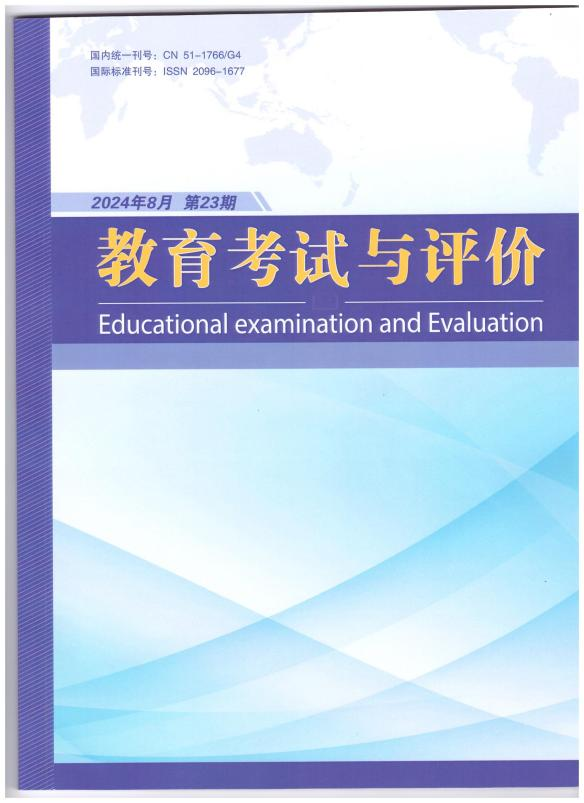 国内统一刊号：CN 51-1766/G4
国际标准刊号：ISSN 2096-1677
2024年8月 第23期
教育考试与评价
Educational examination and Evaluation